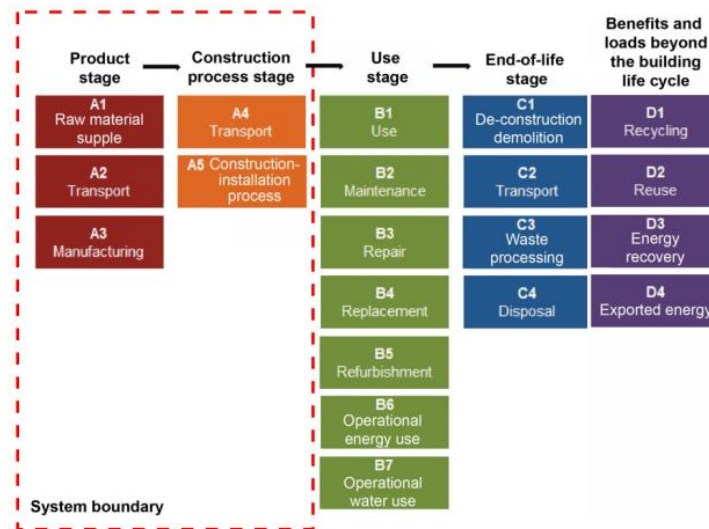 Product
stage
Construction
process stage
Use
stage
End-of-life
stage
Benefits and
loads beyond
the building
life cycle
A1
Raw material
supple
A2
Transport
A3
Manufacturing
A4
Transport
A5 Construction-
installation
process
B1
Use
B2
Maintenance
B3
Repair
B4
Replacement
B5
Refurbishment
B6
Operational
energy use
B7
Operational
water use
C1
De-construction
demolition
C2
Transport
C3
Waste
processing
C4
Disposal
D1
Recycling
D2
Reuse
D3
Energy
recovery
D4
Exported energy
System boundary